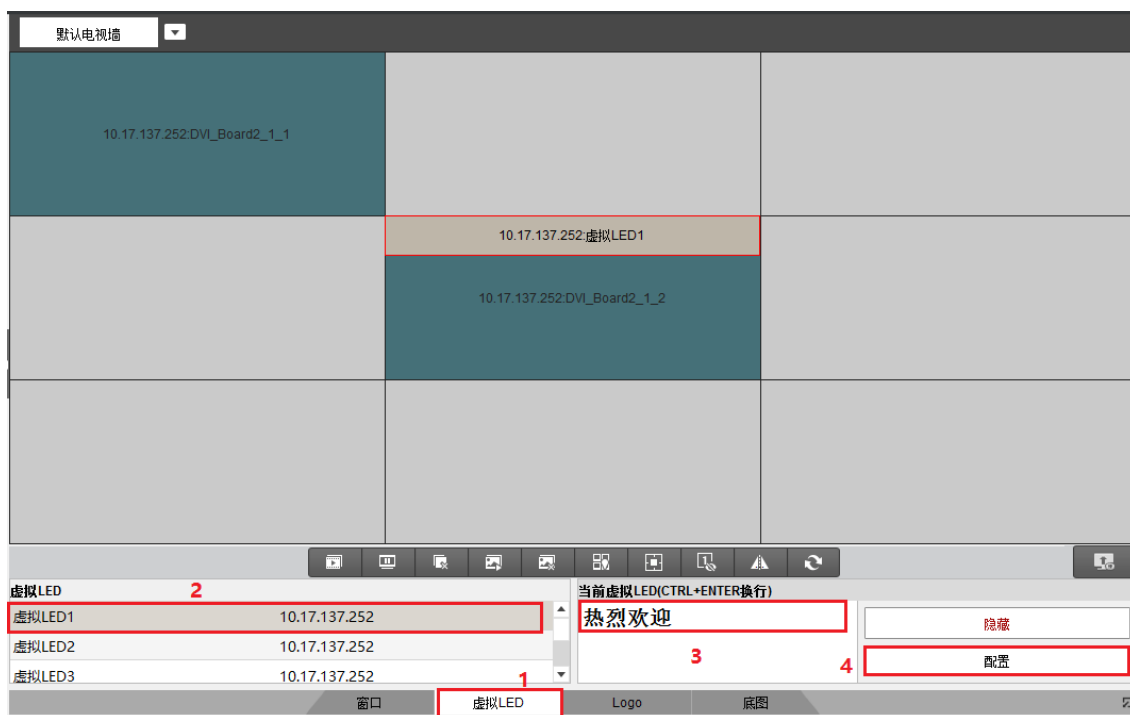 默认电视墙
10.17.137.252:DVI_Board2_1_1
10.17.137.252:虚拟LED1
10.17.137.252:DVI_Board2_1_2
虚拟LED 2
当前虚拟LED(CTRL+ENTER换行)
虚拟LED1 10.17.137.252
热烈欢迎
隐藏
虚拟LED2 10.17.137.252
3
4 配置
虚拟LED3 10.17.137.252
1
窗口 虚拟LED Logo 底图